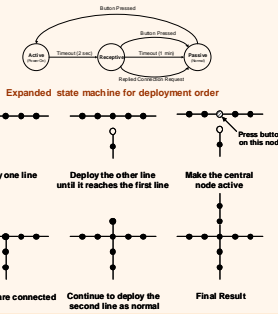 Button Pressed
Button Pressed
Active
(Power-On)
Timeout (2 sec)
Receptive
Timeout (1 min)
Passive
(Normal)
Replied Connection Request
Expanded state machine for deployment order
Press
on this
y one line
Deploy the other line
until it reaches the first line
Make the central
node active
are connected
Continue to deploy the
second line as normal
Final Result